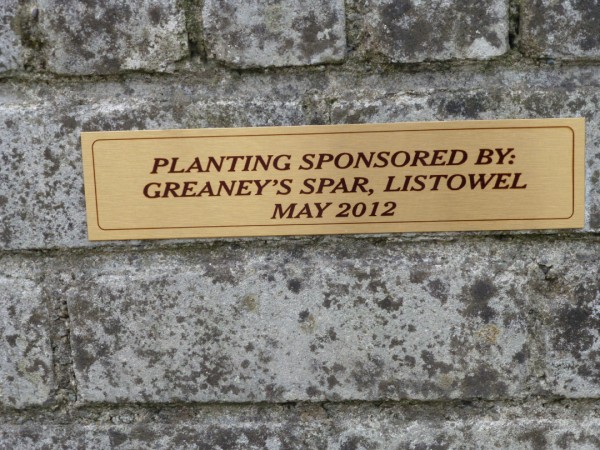 PLANTING SPONSORED BY:
GREANEY'S SPAR, LISTOWEL
MAY 2012